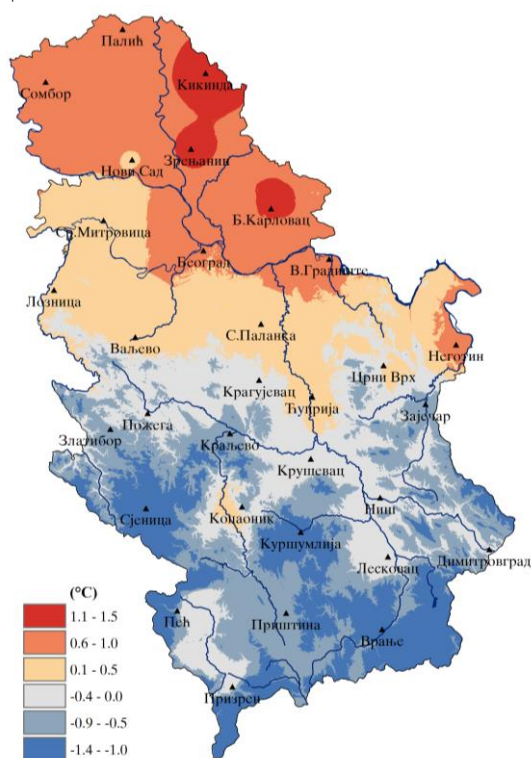 Палић
Кикинда
Сомбор
Зрењанин
Нови Сад
Б.Карловац
Ср.Митровица
Београд
В.Градиште
Лозница
С.Паланка
Ваљево
Неготин
Црни Врх
Крагујевац
Ћуприја
Зајечар
Пожега
Златибор
Краљево
Крушевац
Ниш
Сјеница
Копаоник
Куршумлија
Димитровград
Лесковац
Пећ
Приштина
Врање
Призрен
(°C)
1.1 - 1.5
0.6 - 1.0
0.1 - 0.5
-0.4 - 0.0
-0.9 - -0.5
-1.4 - -1.0